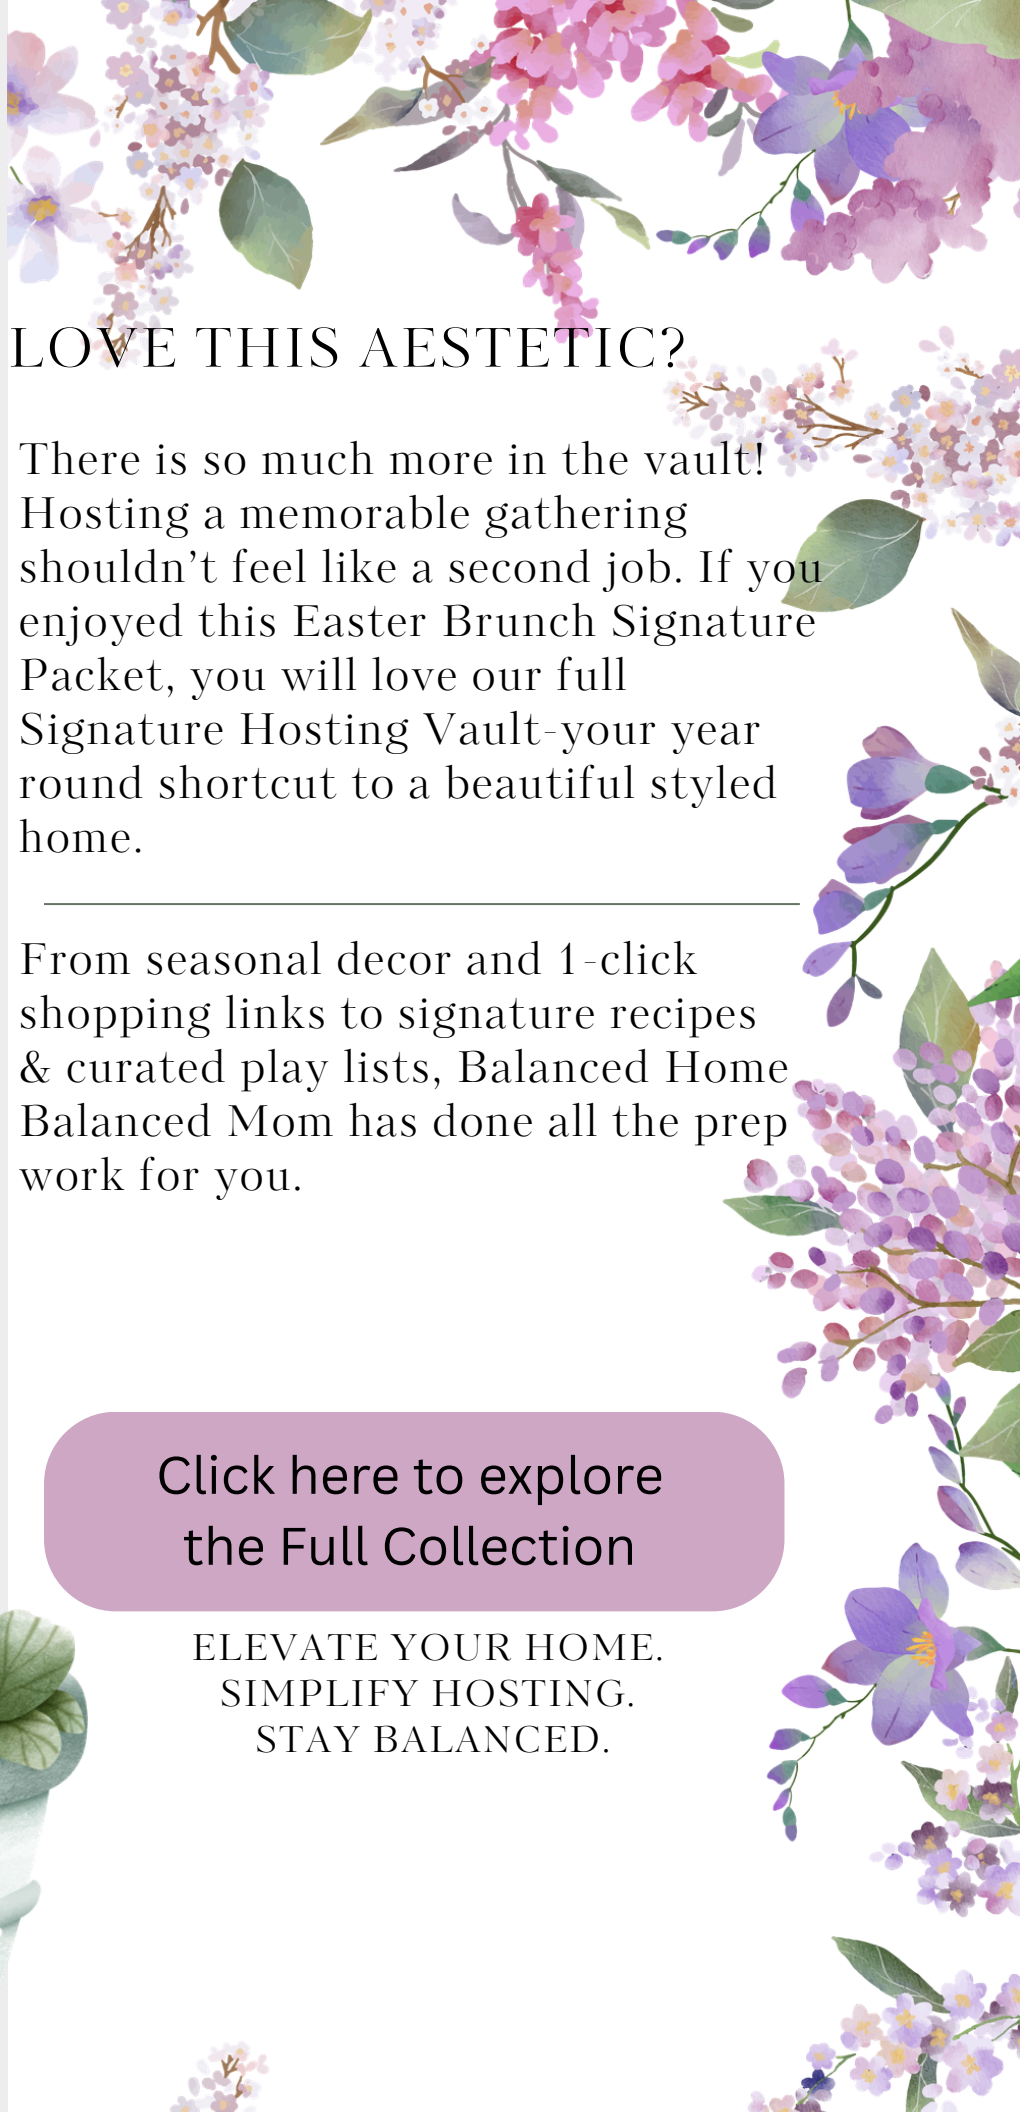 LOVE THIS AESTETIC?
There is so much more in the vault!
Hosting a memorable gathering
shouldn’t feel like a second job. If you
enjoyed this Easter Brunch Signature
Packet, you will love our full
Signature Hosting Vault-your year
round shortcut to a beautiful styled
home.
From seasonal decor and 1-click
shopping links to signature recipes
& curated play lists, Balanced Home
Balanced Mom has done all the prep
work for you.
Click here to explore
the Full Collection
ELEVATE YOUR HOME.
SIMPLIFY HOSTING.
STAY BALANCED.